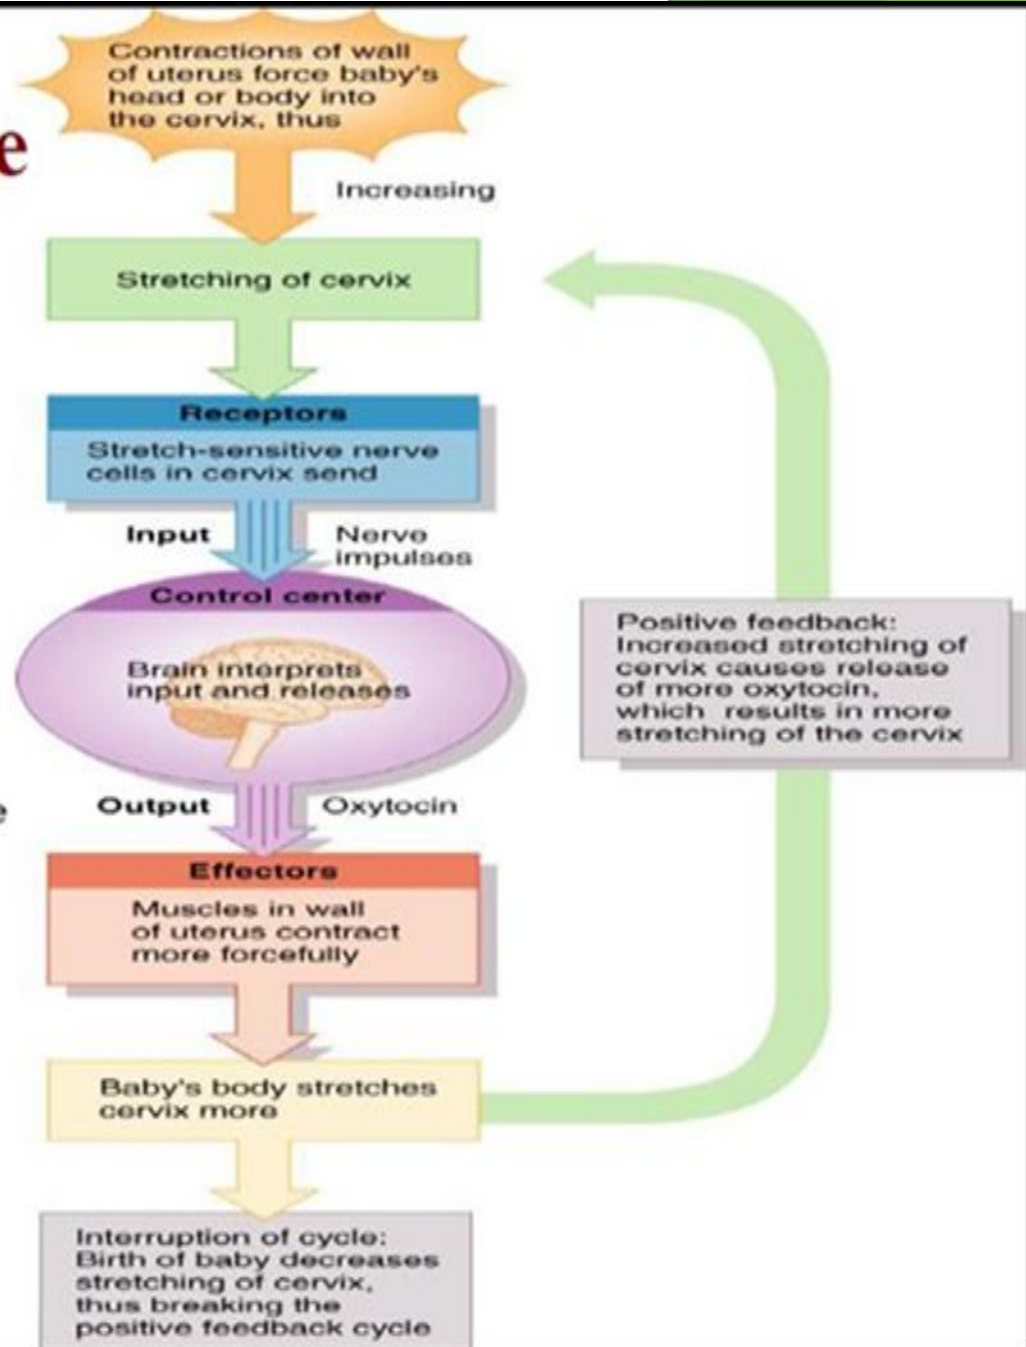 Contractions of wall
of uterus force baby's
head or body into
the cervix, thus
e
Increasing
Stretching of cervix
Receptors
Stretch-sensitive nerve
cells in cervix send
Input
Nerve
impulses
Control center
Brain interprets
input and releases
Positive feedback:
Increased stretching of
cervix causes release
of more oxytocin,
which results in more
stretching of the cervix
e
Output
Oxytocin
Effectors
Muscles in wall
of uterus contract
more forcefully
Baby's body stretches
cervix more
Interruption of cycle:
Birth of baby decreases
stretching of cervix,
thus breaking the
positive feedback cycle